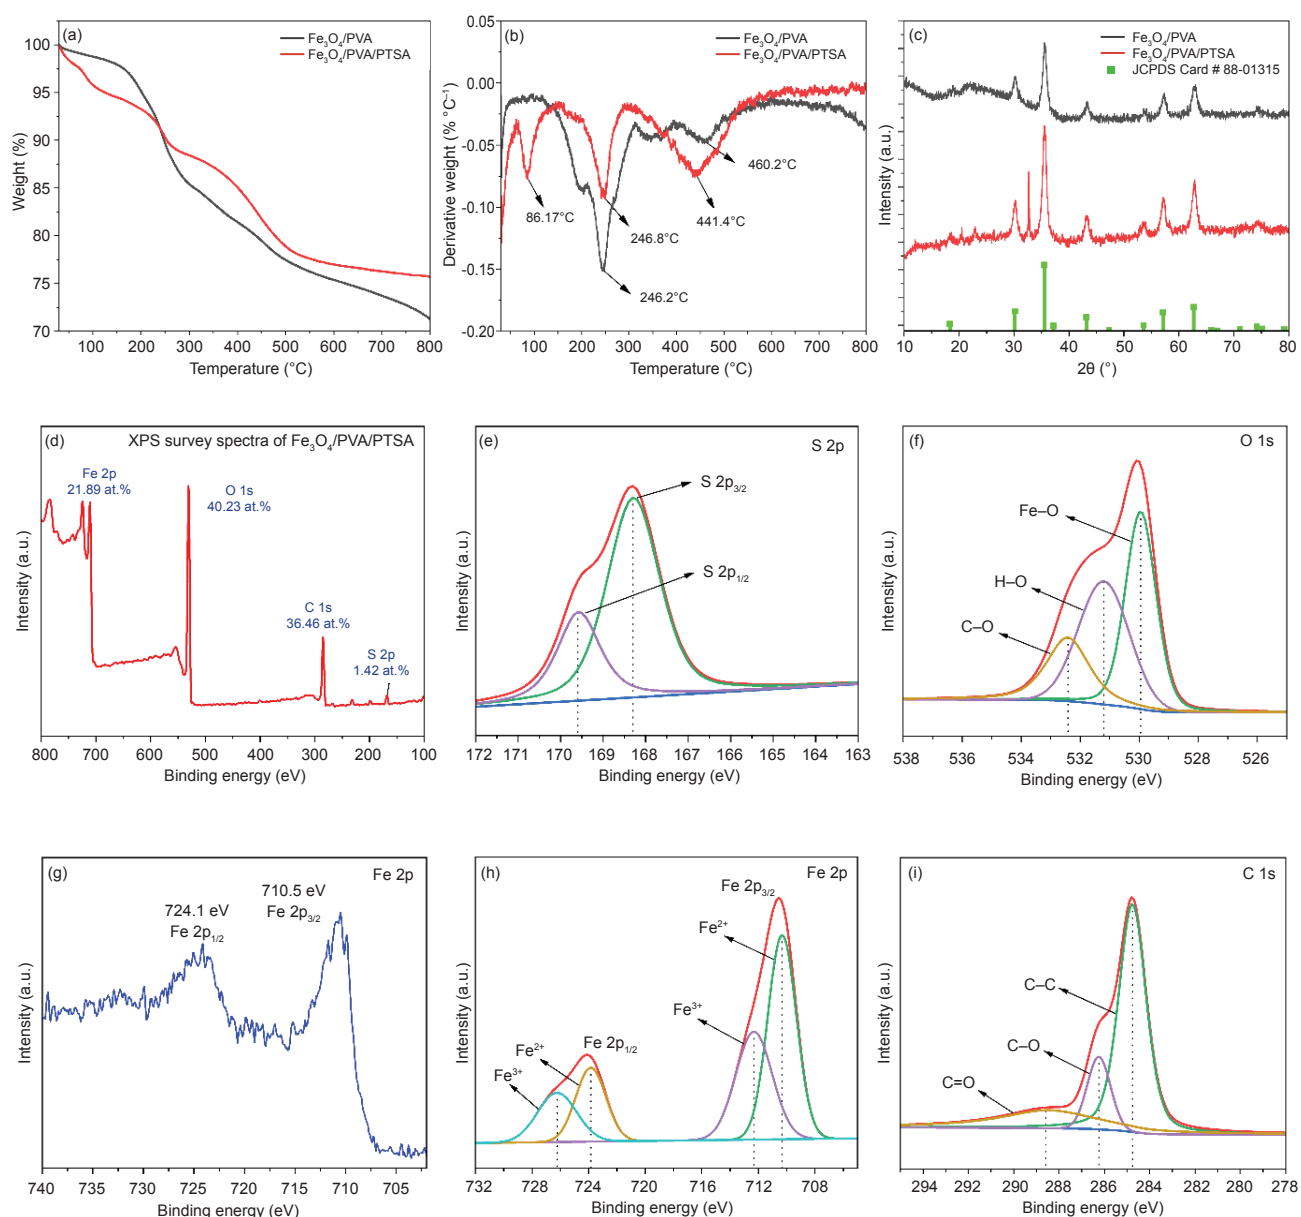 (a)
Fe₃O₄/PVA
Fe₃O₄/PVA/PTSA
100
95
90
85
80
75
70
Weight (%)
100 200 300 400 500 600 700 800
Temperature (°C)
(b)
Fe₃O₄/PVA
Fe₃O₄/PVA/PTSA
0.05
0.00
−0.05
−0.10
−0.15
−0.20
Derivative weight (% °C⁻¹)
460.2°C
86.17°C
441.4°C
246.8°C
246.2°C
100 200 300 400 500 600 700 800
Temperature (°C)
(c)
Fe₃O₄/PVA
Fe₃O₄/PVA/PTSA
JCPDS Card # 88-01315
Intensity (a.u.)
10 20 30 40 50 60 70 80
2θ (°)
(d)
XPS survey spectra of Fe₃O₄/PVA/PTSA
Fe 2p
21.89 at.%
O 1s
40.23 at.%
C 1s
36.46 at.%
S 2p
1.42 at.%
Intensity (a.u.)
800 700 600 500 400 300 200 100
Binding energy (eV)
(e)
S 2p
S 2p₃/₂
S 2p₁/₂
Intensity (a.u.)
172 171 170 169 168 167 166 165 164 163
Binding energy (eV)
(f)
O 1s
Fe–O
H–O
C–O
Intensity (a.u.)
538 536 534 532 530 528 526
Binding energy (eV)
(g)
Fe 2p
710.5 eV
Fe 2p₃/₂
724.1 eV
Fe 2p₁/₂
Intensity (a.u.)
740 735 730 725 720 715 710 705
Binding energy (eV)
(h)
Fe 2p
Fe 2p₃/₂
Fe²⁺
Fe³⁺
Fe 2p₁/₂
Fe²⁺
Fe³⁺
Intensity (a.u.)
732 728 724 720 716 712 708
Binding energy (eV)
(i)
C 1s
C–C
C–O
C=O
Intensity (a.u.)
294 292 290 288 286 284 282 280 278
Binding energy (eV)